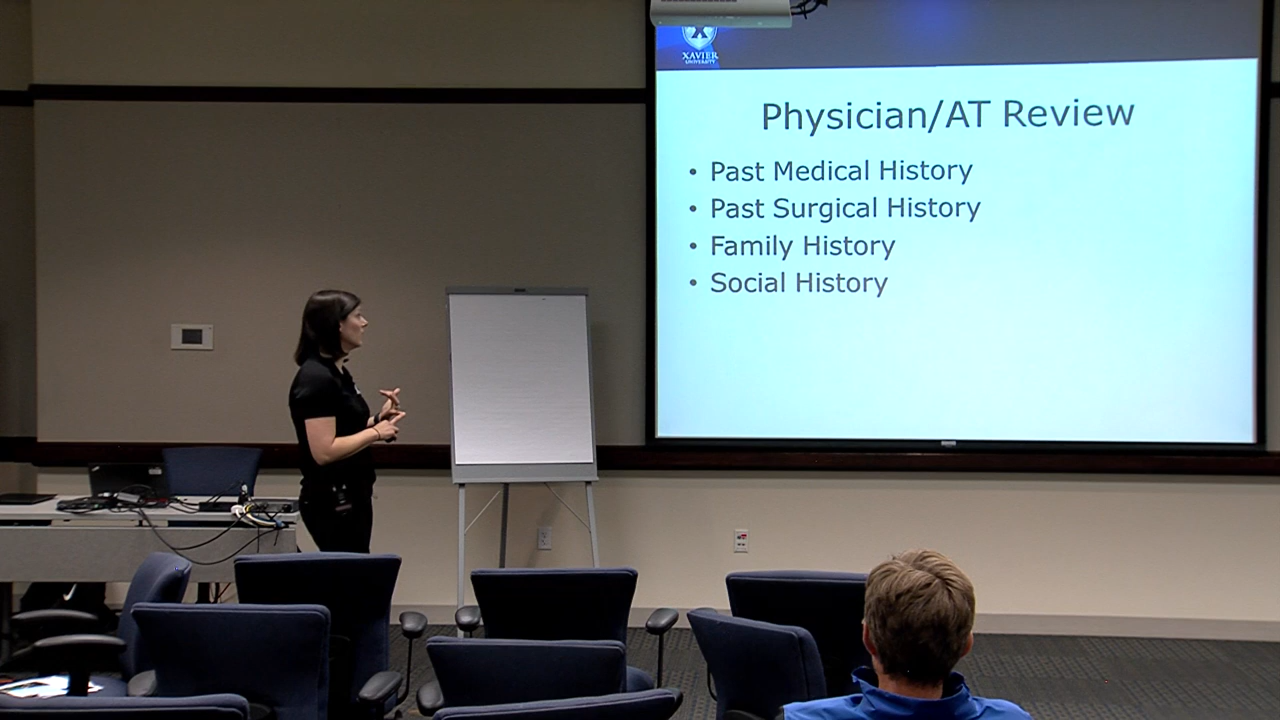 XAVIER
UNIVERSITY
Physician/AT Review
• Past Medical History
• Past Surgical History
• Family History
• Social History